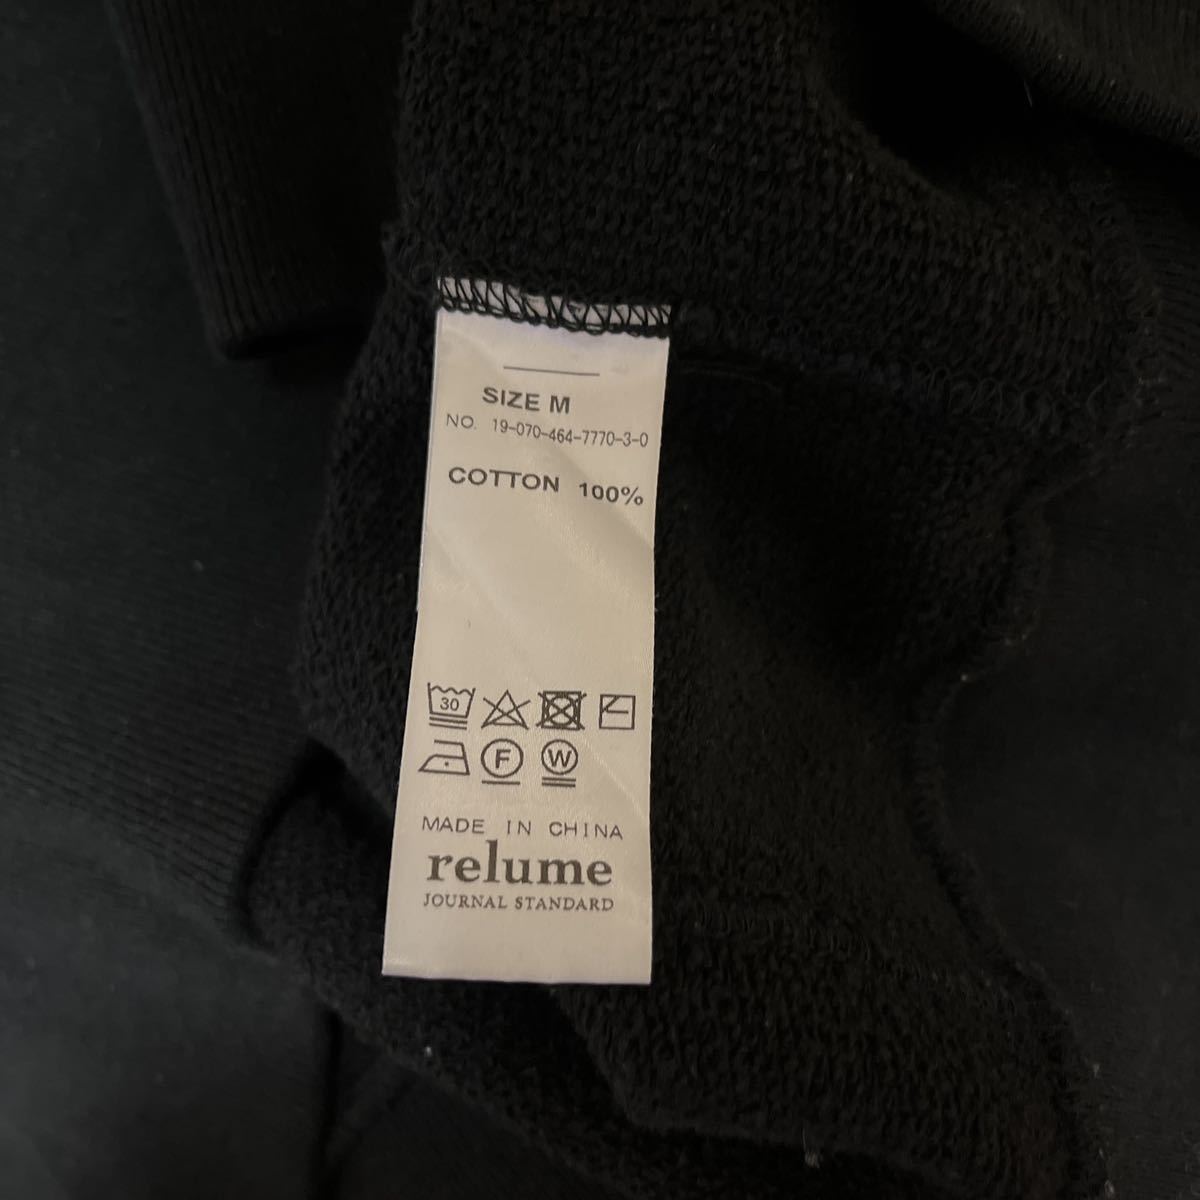 SIZE M
NO. 19-070-464-7770-3-0
COTTON 100%
30
F W
MADE IN CHINA
relume
JOURNAL STANDARD